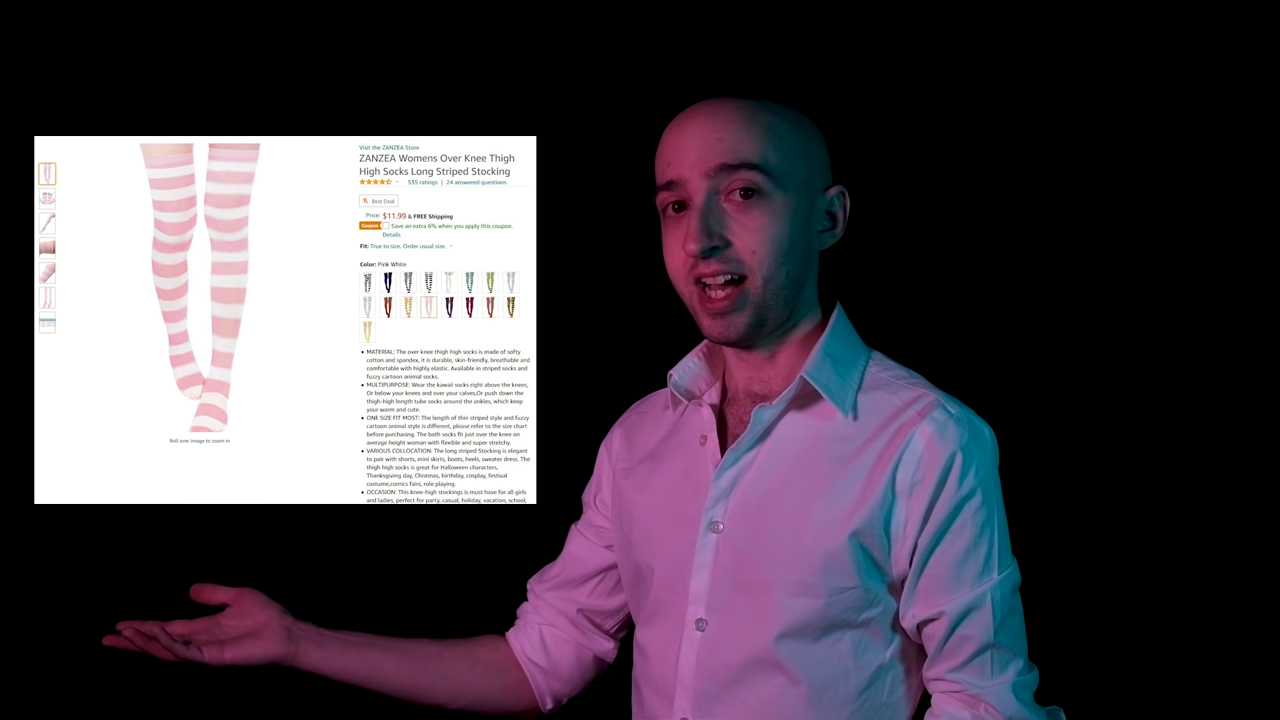 Visit the ZANZEA Store
ZANZEA Womens Over Knee Thigh
High Socks Long Striped Stocking
535 ratings | 24 answered questions
Best Deal
Price: $11.99 & FREE Shipping
Coupon Save an extra 6% when you apply this coupon.
Details
Fit: True to size. Order usual size.
Color: Pink White
• MATERIAL: The over knee thigh high socks is made of softy
cotton and spandex, it is durable, skin-friendly, breathable and
comfortable with highly elastic. Available in striped socks and
fuzzy cartoon animal socks.
• MULTIPURPOSE: Wear the kawaii socks right above the knees,
Or below your knees and over your calves,Or push down the
thigh-high length tube socks around the ankles, which keep
your warm and cute.
• ONE SIZE FIT MOST: The length of thin striped style and fuzzy
cartoon animal style is different, please refer to the size chart
before purchasing. The both socks fit just over the knee on
average height woman with flexible and super stretchy.
• VARIOUS COLLOCATION: The long striped Stocking is elegant
to pair with shorts, mini skirts, boots, heels, sweater dress. The
thigh high socks is great for Halloween characters,
Thanksgiving day, Chistmas, birthday, cosplay, festival
costume,comics fairs, role playing.
• OCCASION: This knee-high stockings is must have for all girls
and ladies, perfect for party, casual, holiday, vacation, school,
Roll over image to zoom in